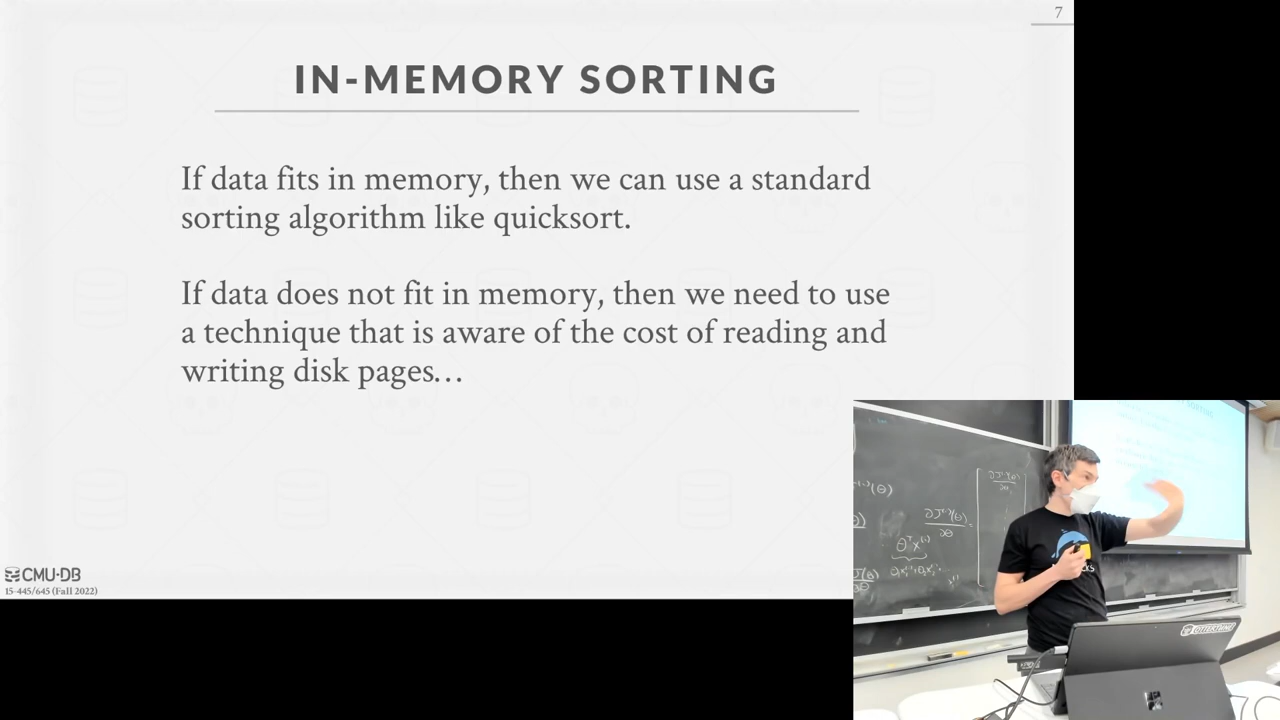 7
IN-MEMORY SORTING
If data fits in memory, then we can use a standard
sorting algorithm like quicksort.
If data does not fit in memory, then we need to use
a technique that is aware of the cost of reading and
writing disk pages…
CMU·DB
15-445/645 (Fall 2022)